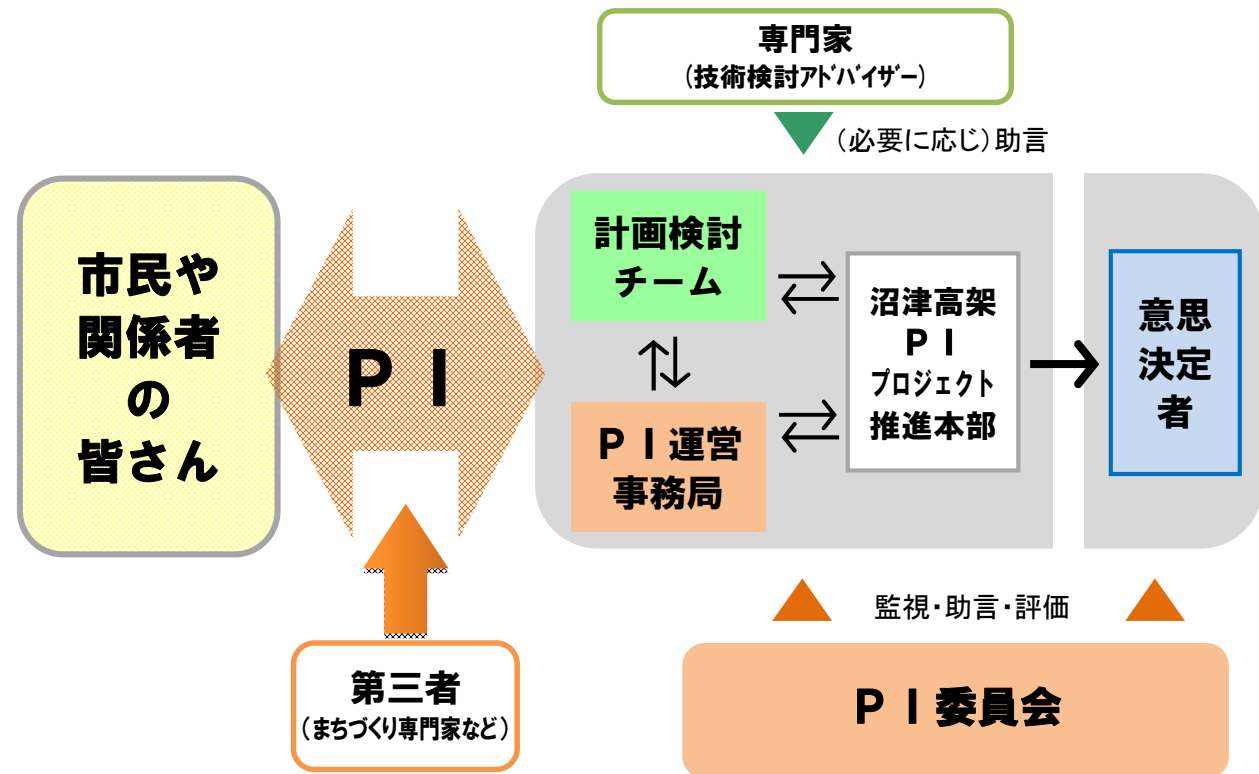 専門家
(技術検討ｱﾄﾞﾊﾞｲｻﾞｰ)
(必要に応じ)助言
市民や
関係者
の
皆さん
ＰＩ
計画検討
チーム
ＰＩ運営
事務局
沼津高架
ＰＩ
プロジェクト
推進本部
意思
決定
者
監視・助言・評価
第三者
(まちづくり専門家など)
ＰＩ委員会